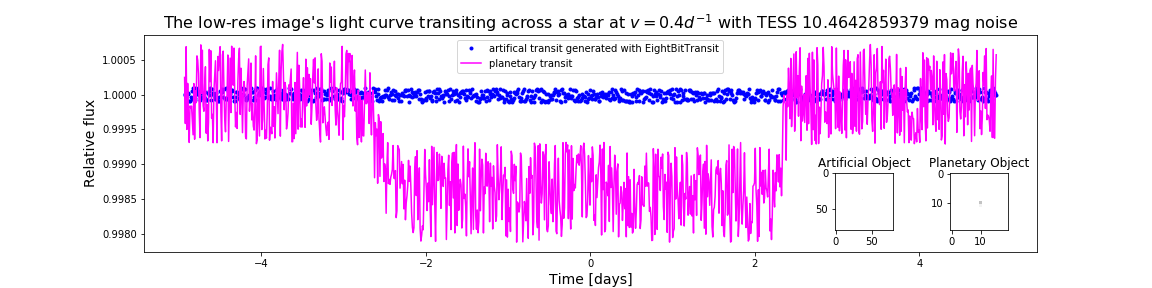 The low-res image's light curve transiting across a star at v = 0.4d⁻¹ with TESS 10.4642859379 mag noise
artifical transit generated with EightBitTransit
planetary transit
Relative flux
1.0005
1.0000
0.9995
0.9990
0.9985
0.9980
Artificial Object
0
50
0 50
Planetary Object
0
10
0 10
−4 −2 0 2 4
Time [days]